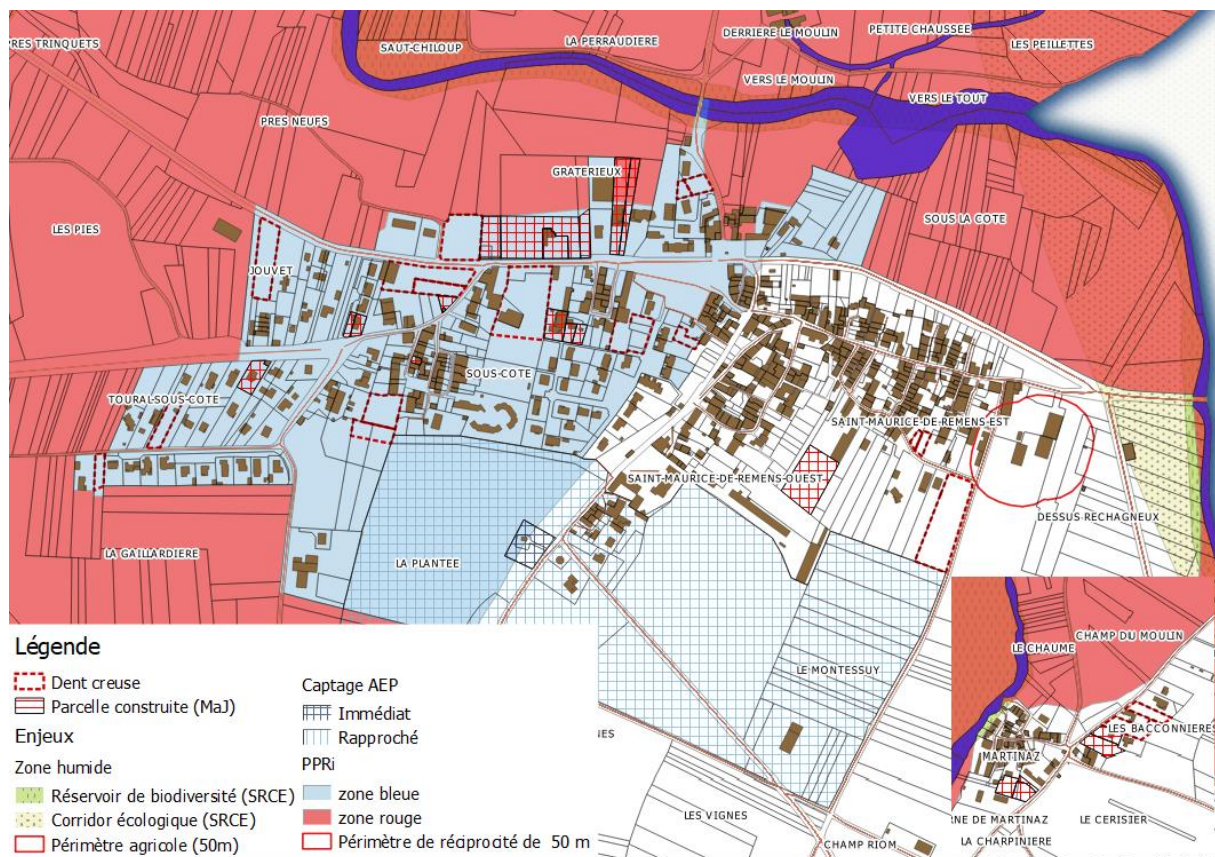 PRES TRINQUETS
SAUT-CHILOUP
LA PERRAUDIERE
DERRIERE LE MOULIN
PETITE CHAUSSEE
LES PEILLETTES
VERS LE MOULIN
VERS LE TOUT
PRES NEUFS
GRATERIEUX
LES PIES
SOUS LA COTE
JOUVET
TOURAL-SOUS-COTE
SOUS-COTE
SAINT-MAURICE-DE-REMENS-EST
SAINT-MAURICE-DE-REMENS-OUEST
DESSUS RECHAGNEUX
LA GAILLARDIERE
LA PLANTEE
LE MONTESSUY
NES
LES VIGNES
CHAMP RIOM
CHAMP DU MOULIN
LE CHAUME
LES BACCONNIERES
MARTINAZ
RNE DE MARTINAZ
LE CERISIER
LA CHARPINIERE
Légende
Dent creuse
Parcelle construite (MaJ)
Enjeux
Zone humide
Réservoir de biodiversité (SRCE)
Corridor écologique (SRCE)
Périmètre agricole (50m)
Captage AEP
Immédiat
Rapproché
PPRi
zone bleue
zone rouge
Périmètre de réciprocité de 50 m